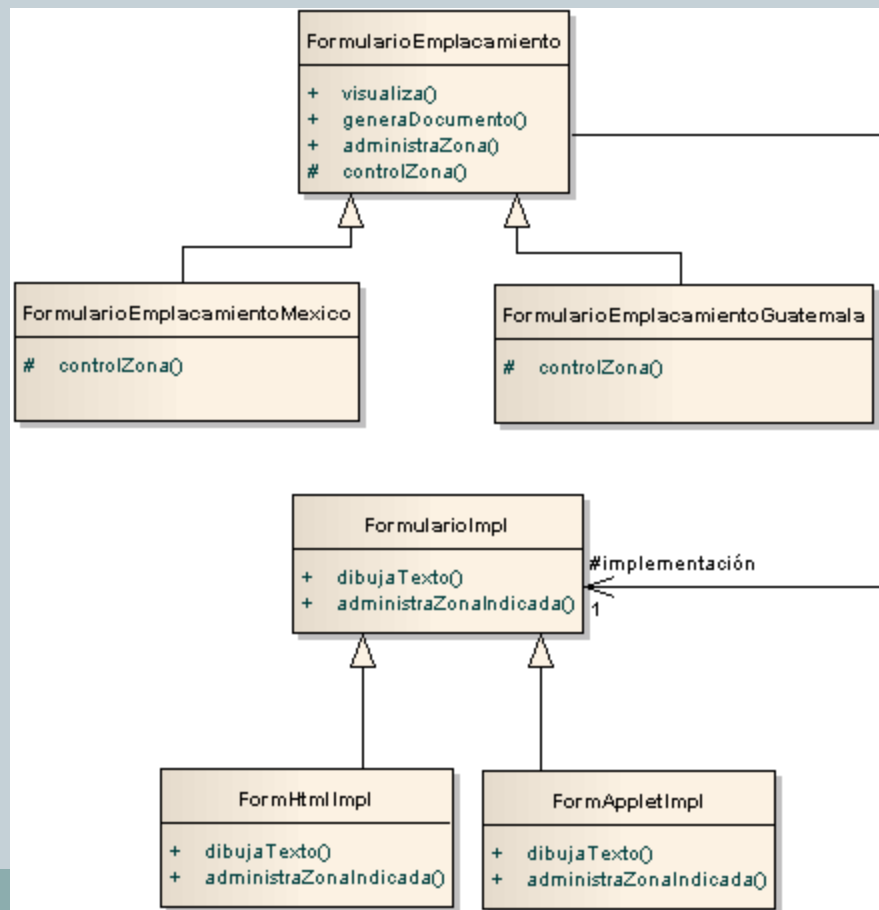 FormularioEmplacamiento
+ visualiza()
+ generaDocumento()
+ administraZona()
# controlZona()
FormularioEmplacamientoMexico
# controlZona()
FormularioEmplacamientoGuatemala
# controlZona()
FormularioImpl
+ dibujaTexto()
+ administraZonaIndicada()
#implementación
1
FormHtmlImpl
+ dibujaTexto()
+ administraZonaIndicada()
FormAppletImpl
+ dibujaTexto()
+ administraZonaIndicada()